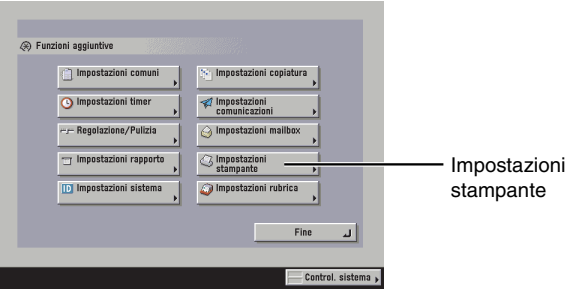 Funzioni aggiuntive
Impostazioni comuni
Impostazioni copiatura
Impostazioni timer
Impostazioni
comunicazioni
Regolazione/Pulizia
Impostazioni mailbox
Impostazioni rapporto
Impostazioni
stampante
ID Impostazioni sistema
Impostazioni rubrica
Fine
Control. sistema
Impostazioni
stampante